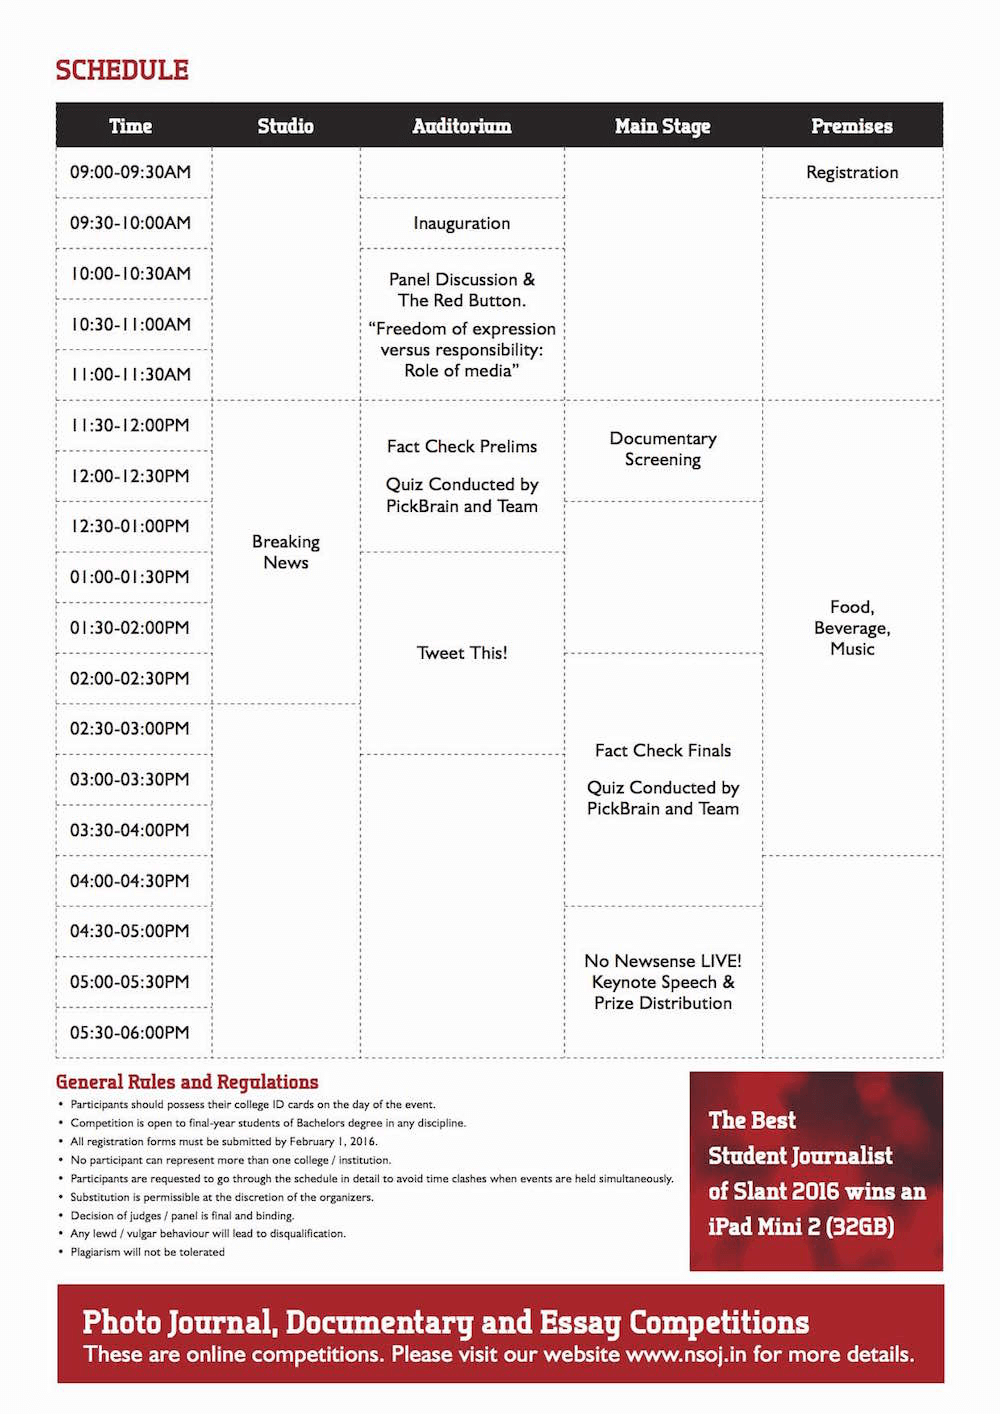 SCHEDULE
Time Studio Auditorium Main Stage Premises
09:00-09:30AM Registration
09:30-10:00AM Inauguration
10:00-10:30AM
Panel Discussion &
The Red Button.
10:30-11:00AM
“Freedom of expression
versus responsibility:
Role of media”
11:00-11:30AM
11:30-12:00PM
Fact Check Prelims
Documentary
Screening
12:00-12:30PM
Quiz Conducted by
PickBrain and Team
12:30-01:00PM
Breaking
News
01:00-01:30PM
01:30-02:00PM
Food,
Beverage,
Music
Tweet This!
02:00-02:30PM
02:30-03:00PM
Fact Check Finals
03:00-03:30PM
Quiz Conducted by
PickBrain and Team
03:30-04:00PM
04:00-04:30PM
04:30-05:00PM
No Newsense LIVE!
Keynote Speech &
Prize Distribution
05:00-05:30PM
05:30-06:00PM
General Rules and Regulations
• Participants should possess their college ID cards on the day of the event.
• Competition is open to final-year students of Bachelors degree in any discipline.
• All registration forms must be submitted by February 1, 2016.
• No participant can represent more than one college / institution.
• Participants are requested to go through the schedule in detail to avoid time clashes when events are held simultaneously.
• Substitution is permissible at the discretion of the organizers.
• Decision of judges / panel is final and binding.
• Any lewd / vulgar behaviour will lead to disqualification.
• Plagiarism will not be tolerated
The Best
Student Journalist
of Slant 2016 wins an
iPad Mini 2 (32GB)
Photo Journal, Documentary and Essay Competitions
These are online competitions. Please visit our website www.nsoj.in for more details.